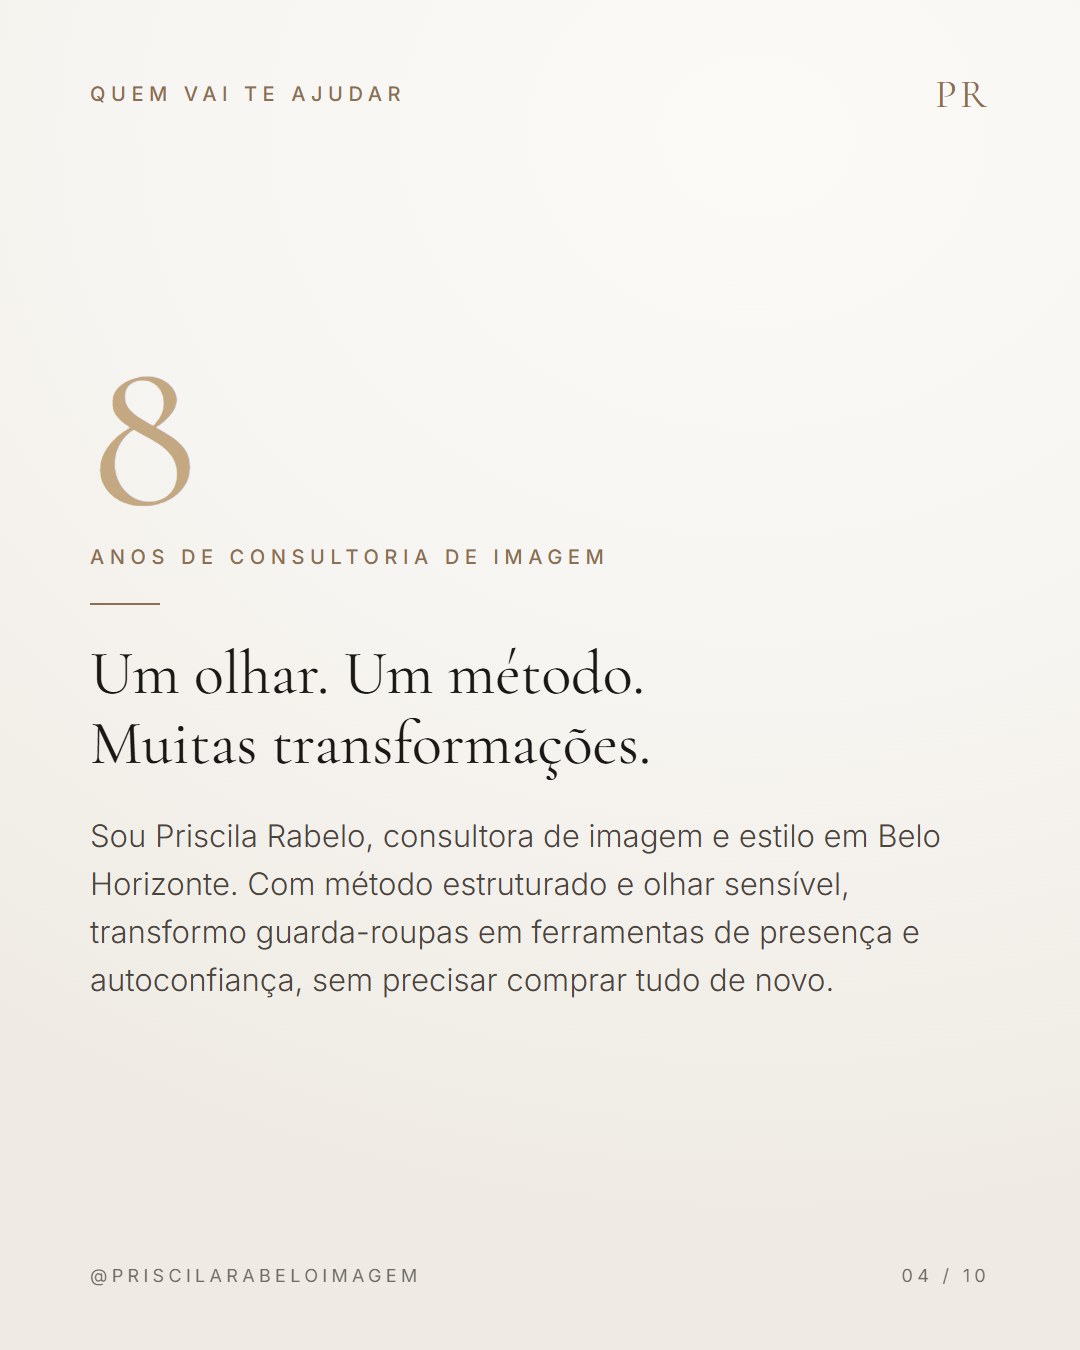 QUEM VAI TE AJUDAR
PR
8
ANOS DE CONSULTORIA DE IMAGEM
Um olhar. Um método.
Muitas transformações.
Sou Priscila Rabelo, consultora de imagem e estilo em Belo
Horizonte. Com método estruturado e olhar sensível,
transformo guarda-roupas em ferramentas de presença e
autoconfiança, sem precisar comprar tudo de novo.
@PRISCILARABELOIMAGEM
04 / 10